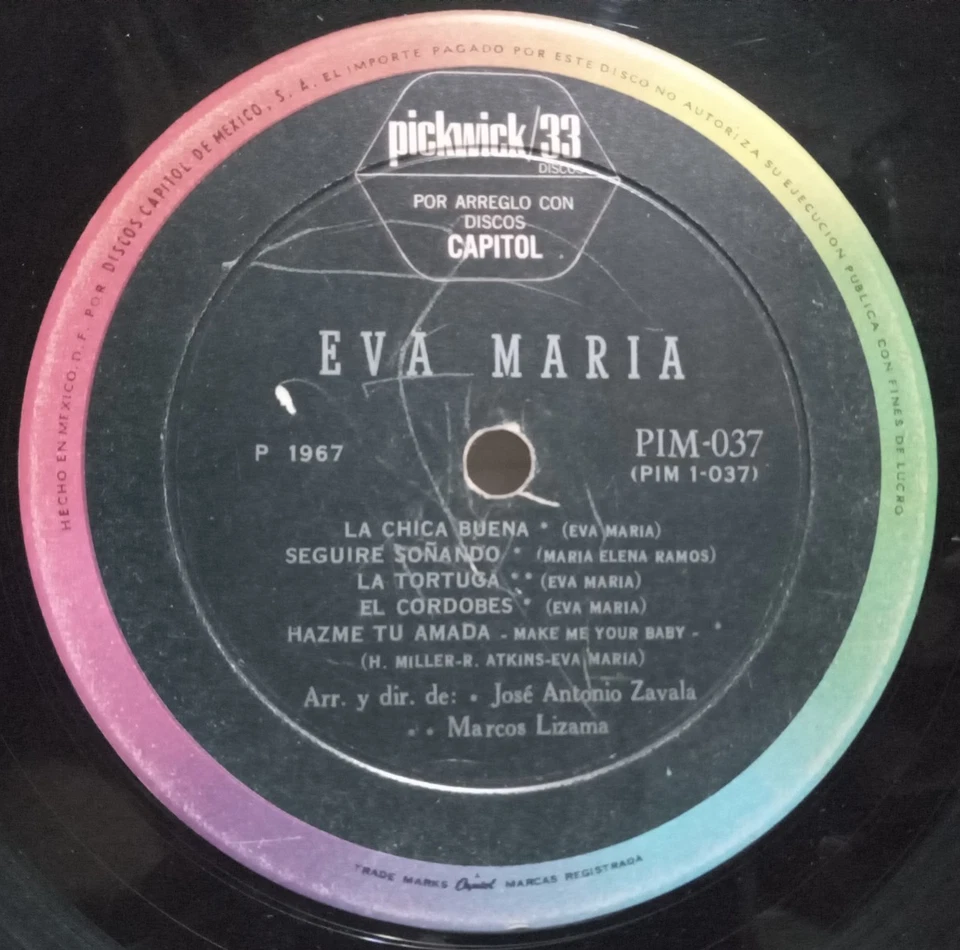 HECHO EN MEXICO, D. F. POR DISCOS CAPITOL DE MEXICO, S. A. EL IMPORTE PAGADO POR ESTE DISCO NO AUTORIZA SU EJECUCION PUBLICA CON FINES DE LUCRO
pickwick/33
DISCOS
POR ARREGLO CON
DISCOS
CAPITOL
EVA MARIA
P 1967
PIM-037
(PIM 1-037)
LA CHICA BUENA * (EVA MARIA)
SEGUIRE SOÑANDO * (MARIA ELENA RAMOS)
LA TORTUGA ** (EVA MARIA)
EL CORDOBES * (EVA MARIA)
HAZME TU AMADA - MAKE ME YOUR BABY - *
(H. MILLER-R. ATKINS-EVA MARIA)
Arr. y dir. de: * José Antonio Zavala
** Marcos Lizama
TRADE MARKS Capitol MARCAS REGISTRADA